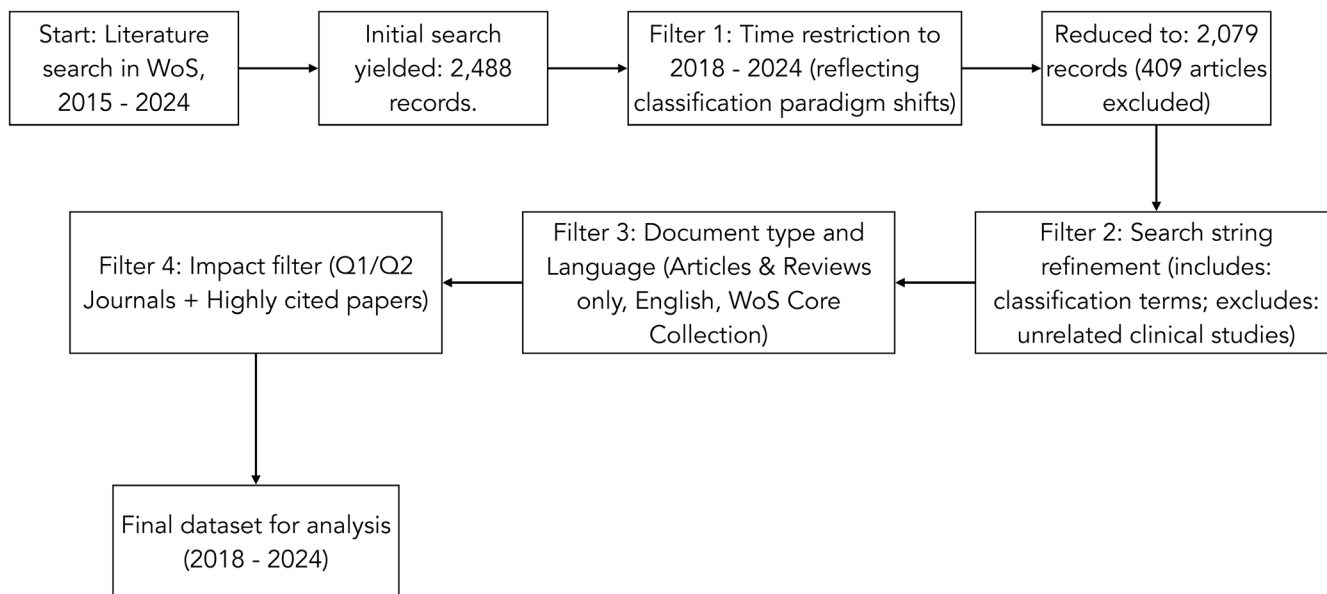 Start: Literature
search in WoS,
2015 - 2024
Initial search
yielded: 2,488
records.
Filter 1: Time restriction to
2018 - 2024 (reflecting
classification paradigm shifts)
Reduced to: 2,079
records (409 articles
excluded)
Filter 2: Search string
refinement (includes:
classification terms; excludes:
unrelated clinical studies)
Filter 3: Document type and
Language (Articles & Reviews
only, English, WoS Core
Collection)
Filter 4: Impact filter (Q1/Q2
Journals + Highly cited papers)
Final dataset for analysis
(2018 - 2024)